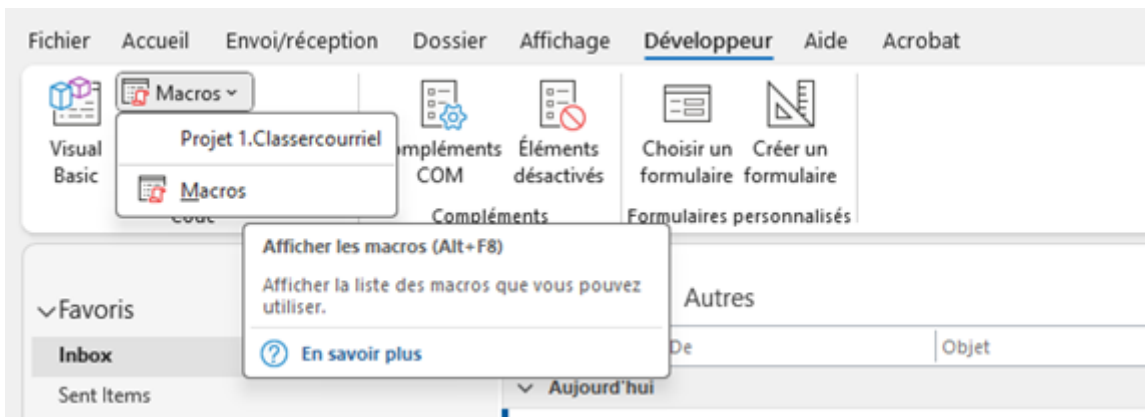 Fichier Accueil Envoi/réception Dossier Affichage Développeur Aide Acrobat
Macros
Projet 1.Classercourriel
Macros
Visual
Basic
Code
ompléments
COM
Éléments
désactivés
Compléments
Choisir un
formulaire
Créer un
formulaire
Formulaires personnalisés
Afficher les macros (Alt+F8)
Afficher la liste des macros que vous pouvez
utiliser.
En savoir plus
Favoris
Inbox
Sent Items
Autres
De Objet
Aujourd'hui